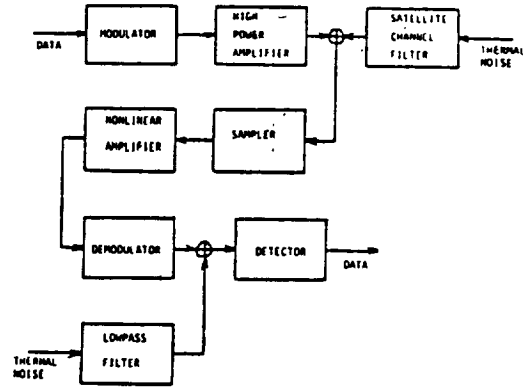 DATA
MODULATOR
HIGH
POWER
AMPLIFIER
SATELLITE
CHANNEL
FILTER
THERMAL
NOISE
NONLINEAR
AMPLIFIER
SAMPLER
DEMODULATOR
DETECTOR
DATA
THERMAL
NOISE
LOWPASS
FILTER